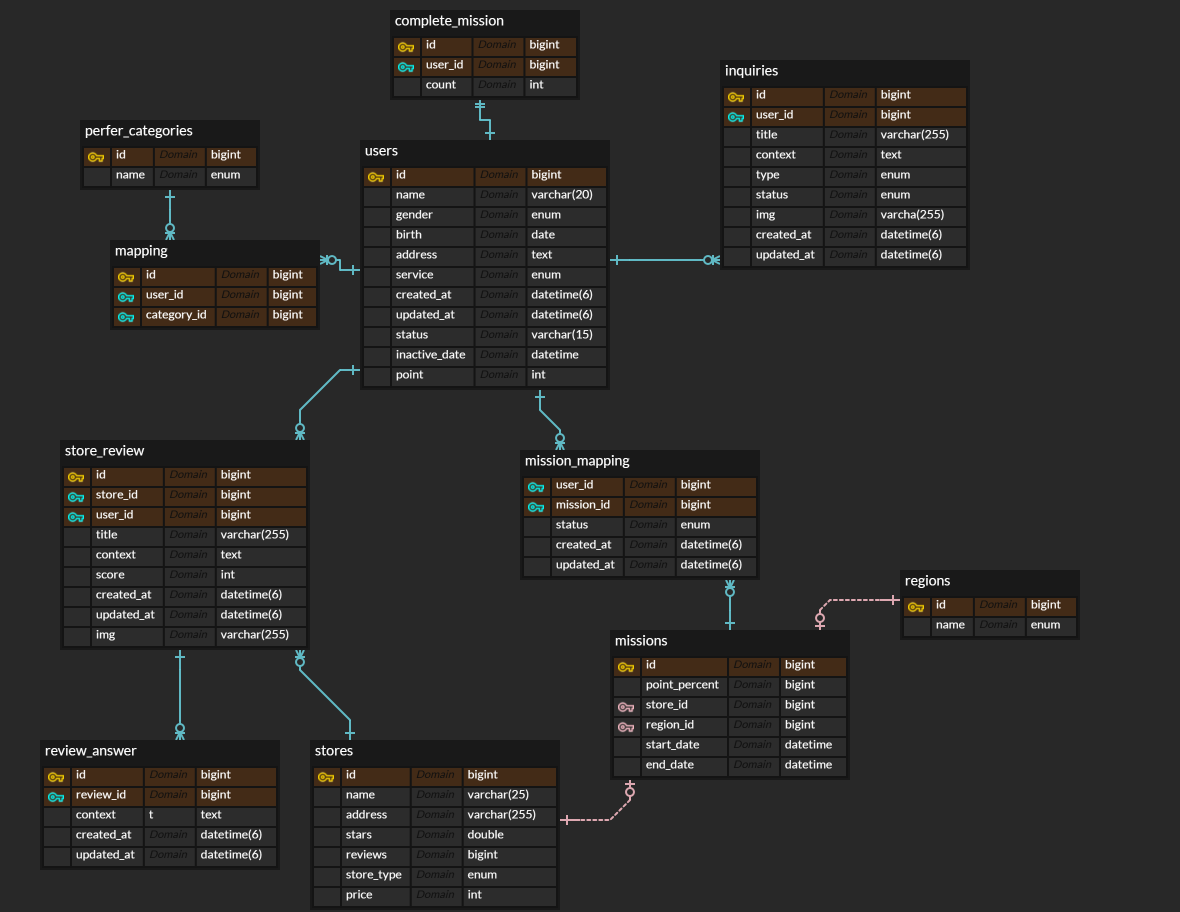 complete_mission
id Domain bigint
user_id Domain bigint
count Domain int
inquiries
id Domain bigint
user_id Domain bigint
title Domain varchar(255)
context Domain text
type Domain enum
status Domain enum
img Domain varcha(255)
created_at Domain datetime(6)
updated_at Domain datetime(6)
perfer_categories
id Domain bigint
name Domain enum
users
id Domain bigint
name Domain varchar(20)
gender Domain enum
birth Domain date
address Domain text
service Domain enum
created_at Domain datetime(6)
updated_at Domain datetime(6)
status Domain varchar(15)
inactive_date Domain datetime
point Domain int
mapping
id Domain bigint
user_id Domain bigint
category_id Domain bigint
store_review
id Domain bigint
store_id Domain bigint
user_id Domain bigint
title Domain varchar(255)
context Domain text
score Domain int
created_at Domain datetime(6)
updated_at Domain datetime(6)
img Domain varchar(255)
mission_mapping
user_id Domain bigint
mission_id Domain bigint
status Domain enum
created_at Domain datetime(6)
updated_at Domain datetime(6)
regions
id Domain bigint
name Domain enum
missions
id Domain bigint
point_percent Domain bigint
store_id Domain bigint
region_id Domain bigint
start_date Domain datetime
end_date Domain datetime
review_answer
id Domain bigint
review_id Domain bigint
context t text
created_at Domain datetime(6)
updated_at Domain datetime(6)
stores
id Domain bigint
name Domain varchar(25)
address Domain varchar(255)
stars Domain double
reviews Domain bigint
store_type Domain enum
price Domain int